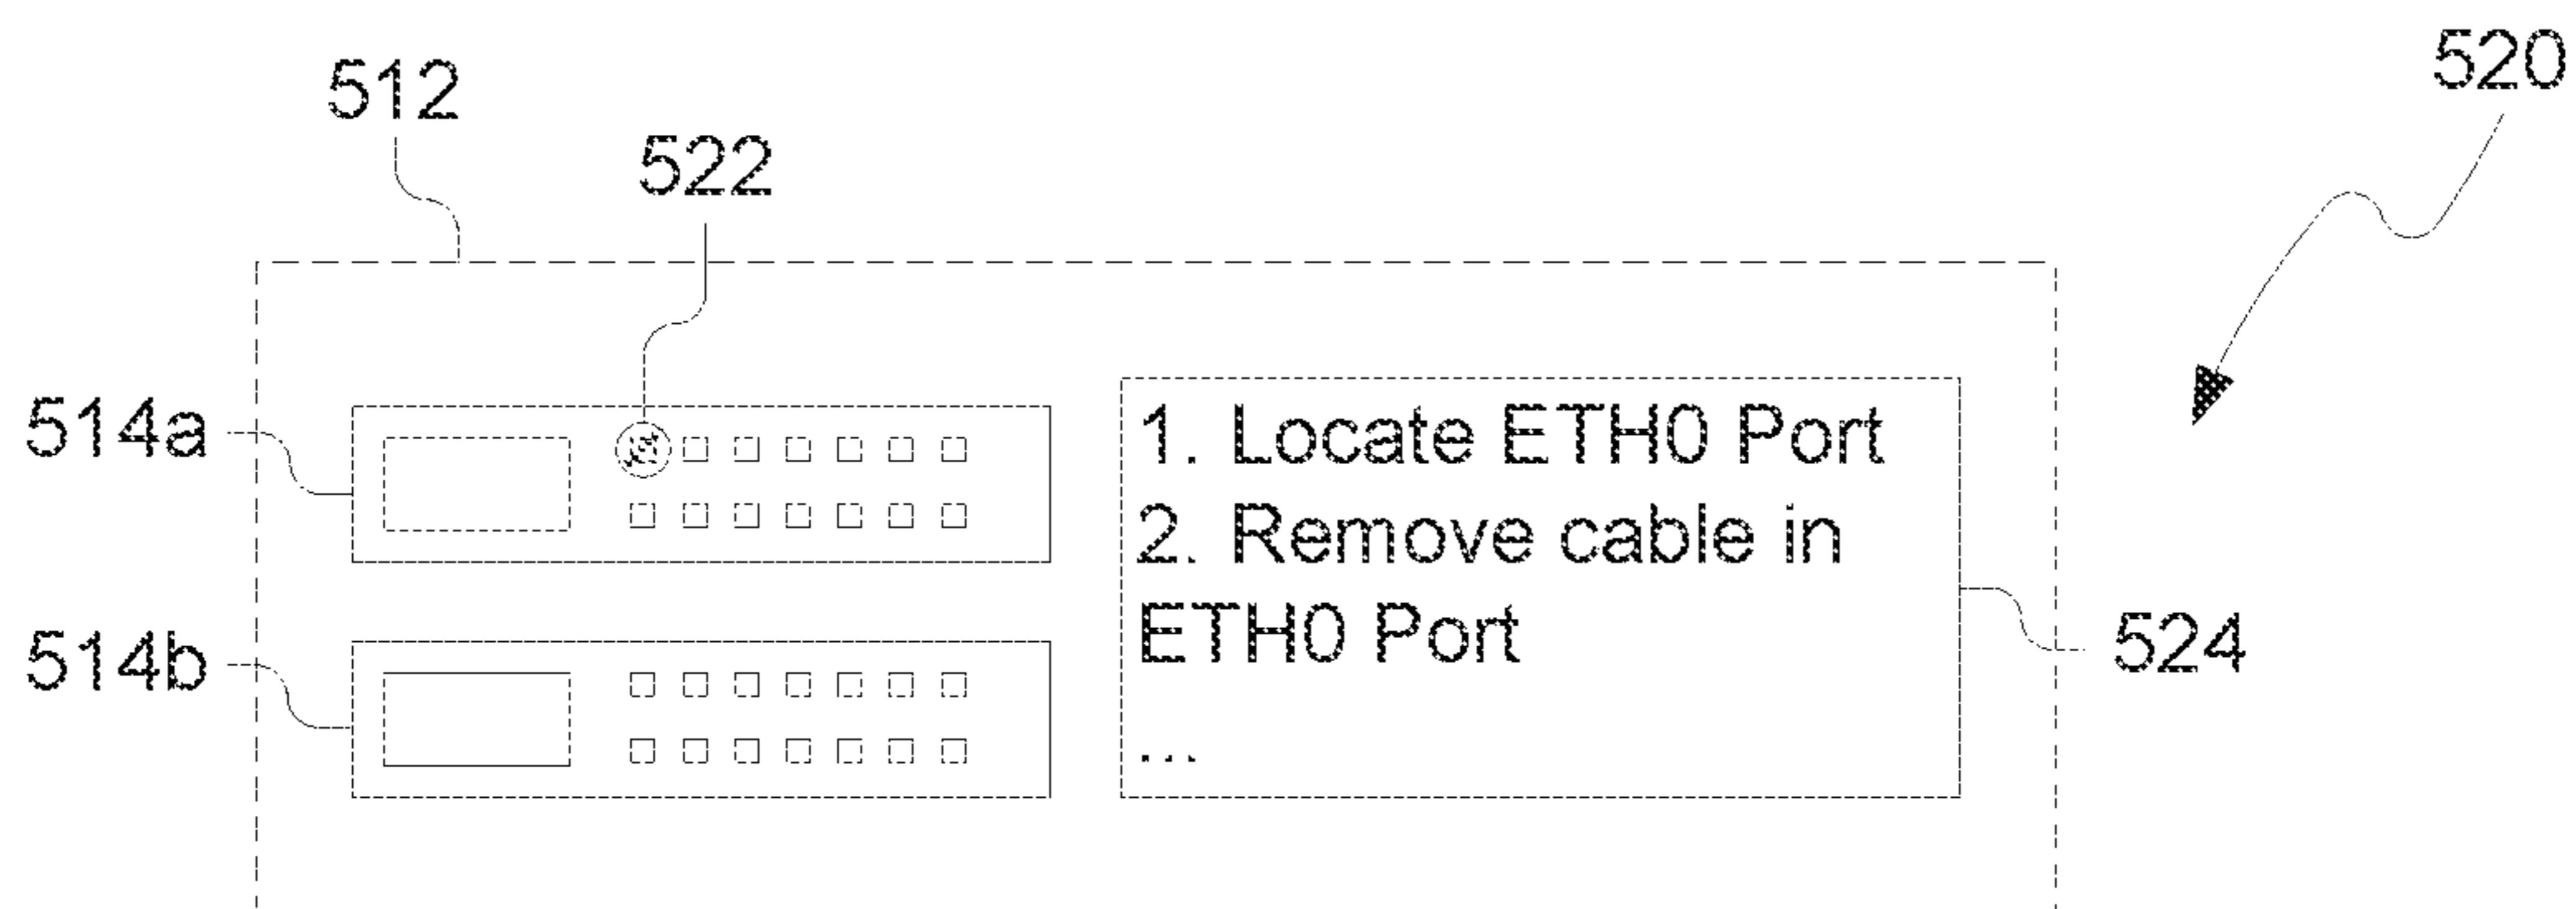 520
512
522
514a
1. Locate ETH0 Port
2. Remove cable in
ETH0 Port
...
514b
524